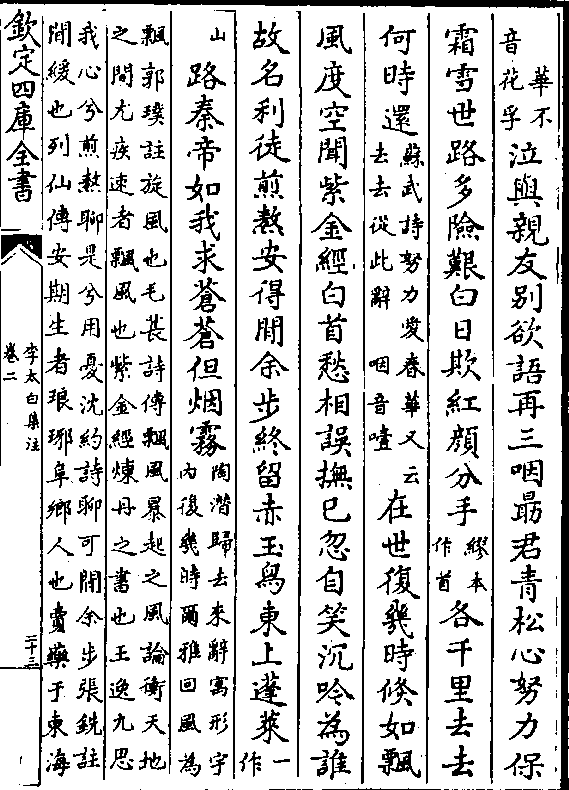 華不
音花孚
泣與親友別欲語再三咽勗君青松心努力保
霜雪世路多險艱白日欺紅顏分手
繆本
作首
各千里去去
何時還
蘇武詩努力愛春華又云
去去從此辭 咽音噎
在世復幾時倏如飄
風度空聞紫金經白首愁相誤撫已忽自笑沉吟為誰
故名利徒煎熬安得閒余步終留赤玉舄東上蓬萊
一
作
山
路秦帝如我求蒼蒼但烟霧
陶潛歸去來辭寓形宇
内復幾時爾雅回風為
飄郭璞註旋風也毛萇詩傳飄風暴起之風論衡天地
之間尤疾速者飄風也紫金經煉丹之書也王逸九思
我心兮煎熬聊是兮用憂沈約詩聊可閒余步張銑註
閒緩也列仙傳安期生者琅琊阜鄉人也賣藥于東海
欽定四庫全書
李太白集注
卷二
二十三